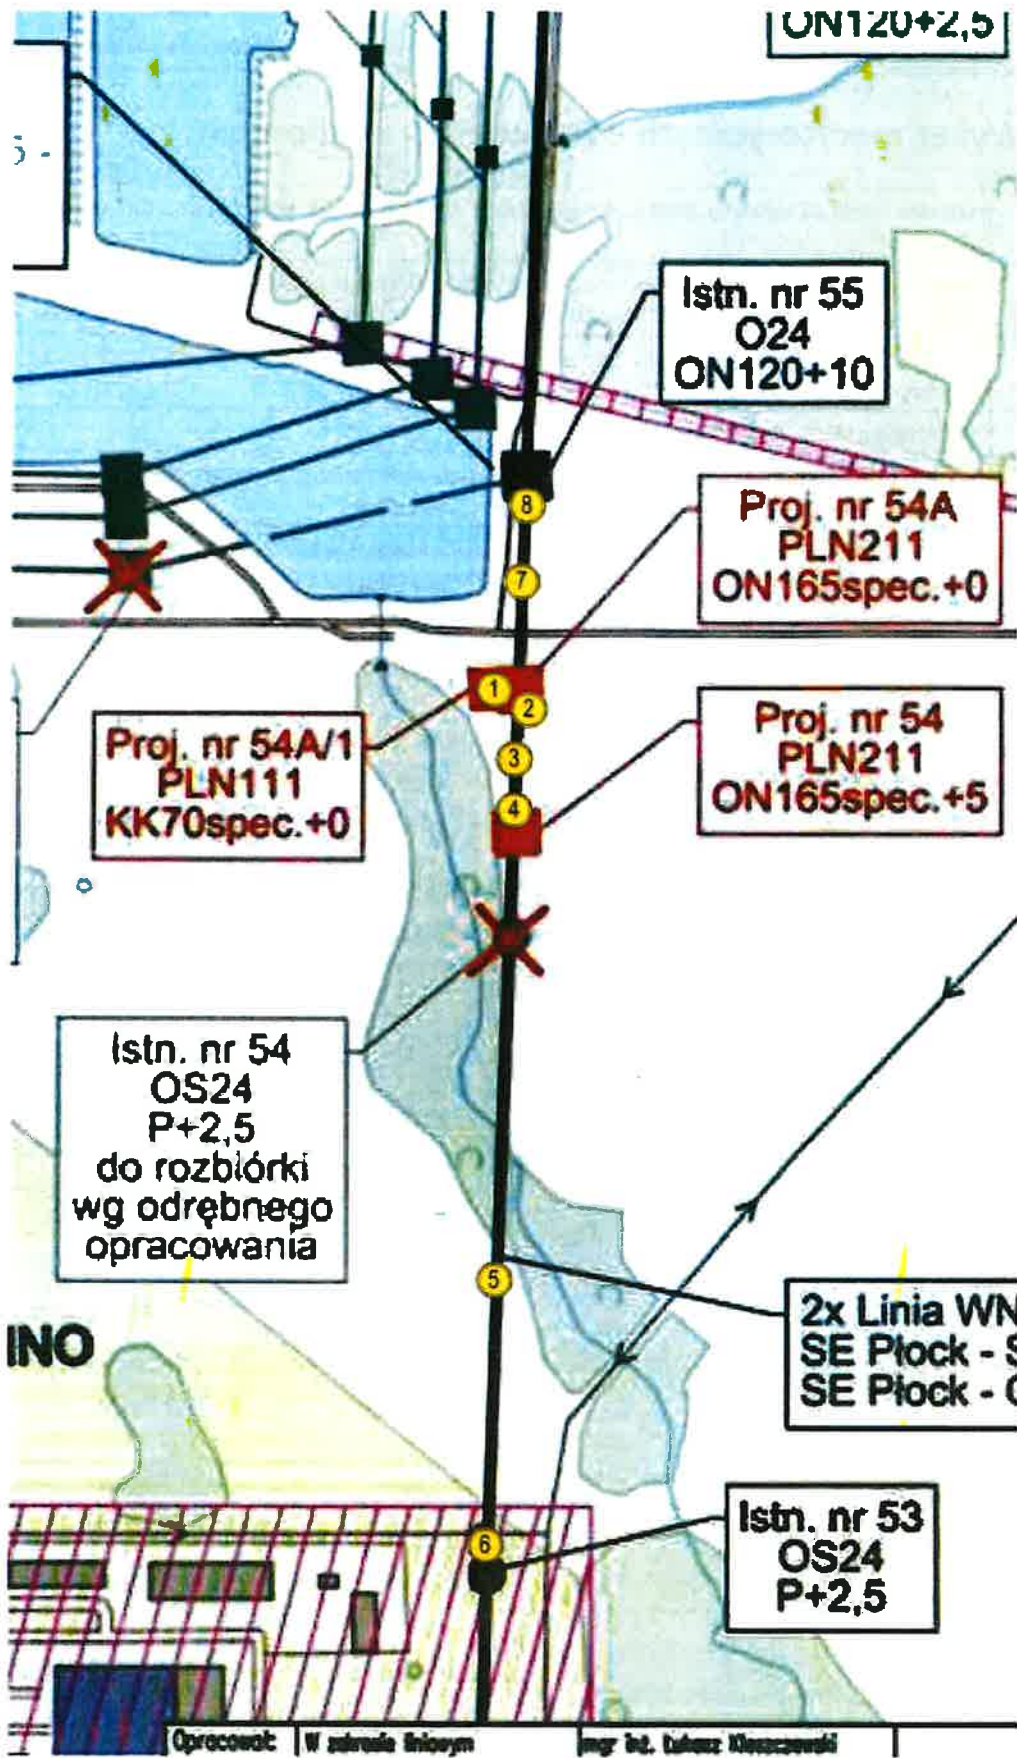 ON120+2,5
5 -
Istn. nr 55
O24
ON120+10
8
Proj. nr 54A
PLN211
ON165spec.+0
7
1
2
Proj. nr 54A/1
PLN111
KK70spec.+0
3
4
Proj. nr 54
PLN211
ON165spec.+5
Istn. nr 54
OS24
P+2,5
do rozbiórki
wg odrębnego
opracowania
5
2x Linia WN
SE Płock - S
SE Płock -
INO
6
Istn. nr 53
OS24
P+2,5
Opracował:
W zakresie liniowym
mgr inż. Łukasz